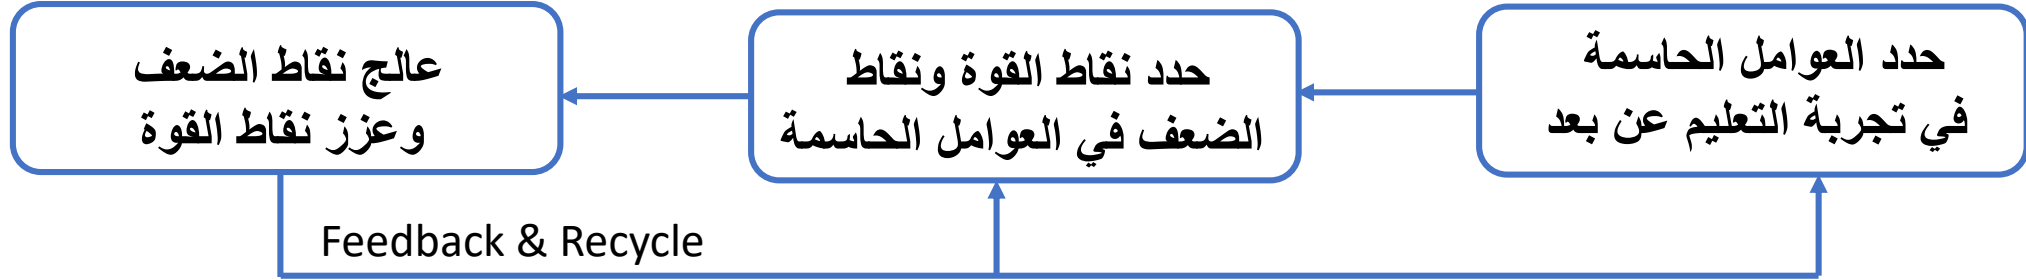 حدد العوامل الحاسمة
في تجربة التعليم عن بعد
حدد نقاط القوة ونقاط
الضعف في العوامل الحاسمة
عالج نقاط الضعف
وعزز نقاط القوة
Feedback & Recycle